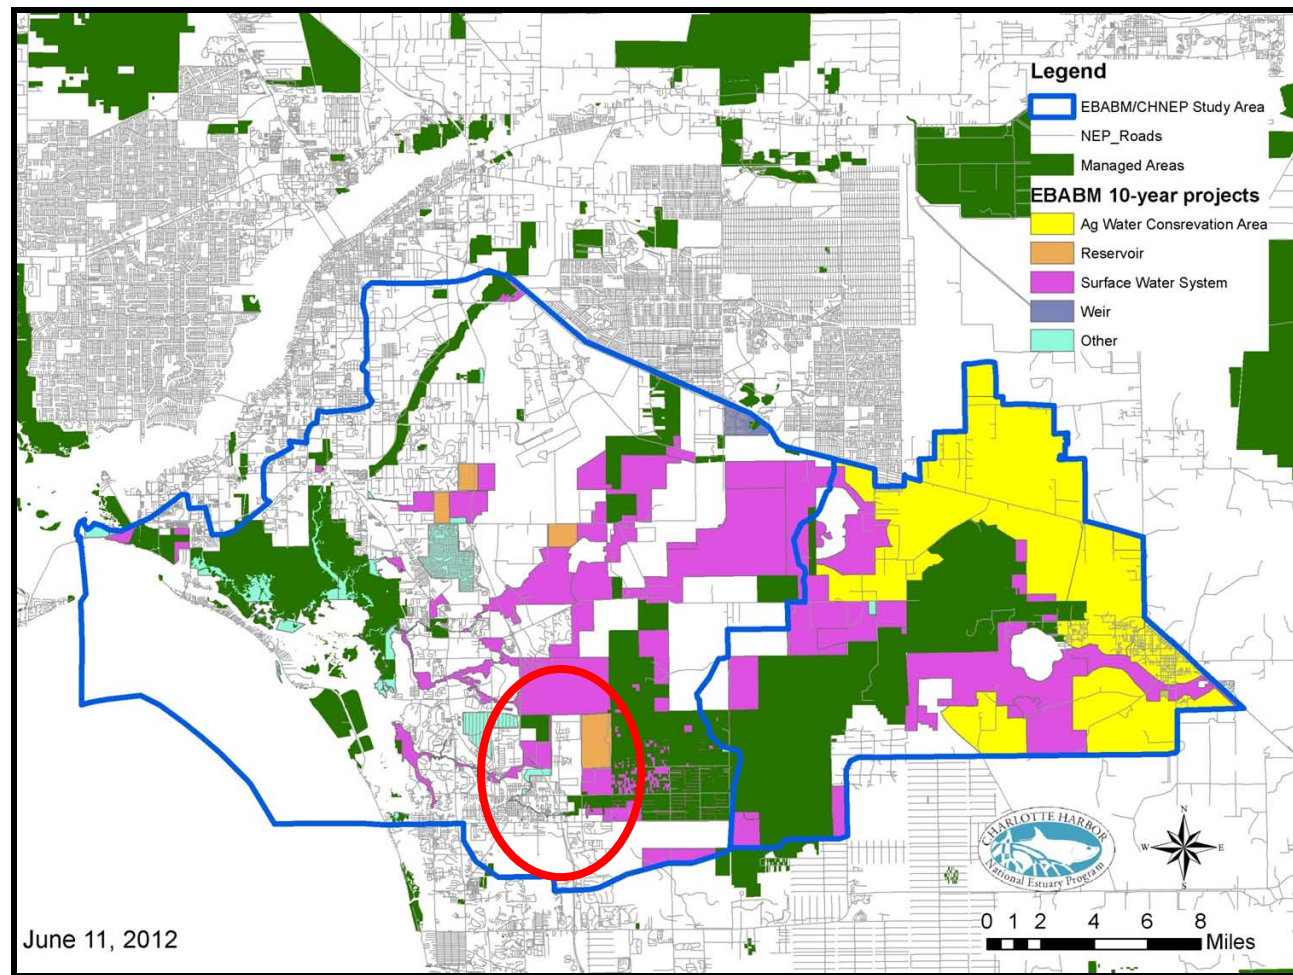 Legend
EBABM/CHNEP Study Area
NEP_Roads
Managed Areas
EBABM 10-year projects
Ag Water Consrevation Area
Reservoir
Surface Water System
Weir
Other
CHARLOTTE HARBOR
National Estuary Program
N
W
E
S
0 1 2 4 6 8
Miles
June 11, 2012